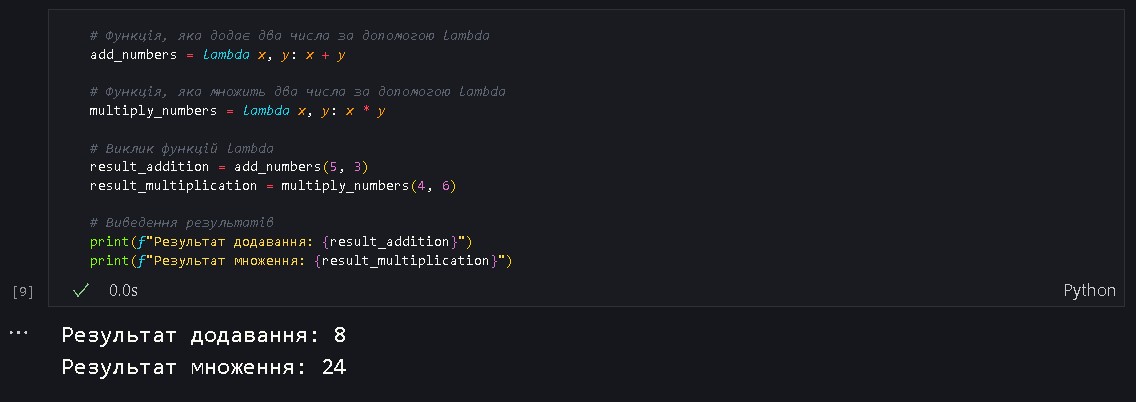 # Функція, яка додає два числа за допомогою lambda
add_numbers = lambda x, y: x + y
# Функція, яка множить два числа за допомогою lambda
multiply_numbers = lambda x, y: x * y
# Виклик функцій lambda
result_addition = add_numbers(5, 3)
result_multiplication = multiply_numbers(4, 6)
# Виведення результатів
print(f"Результат додавання: {result_addition}")
print(f"Результат множення: {result_multiplication}")
[9] ✓ 0.0s Python
... Результат додавання: 8
Результат множення: 24